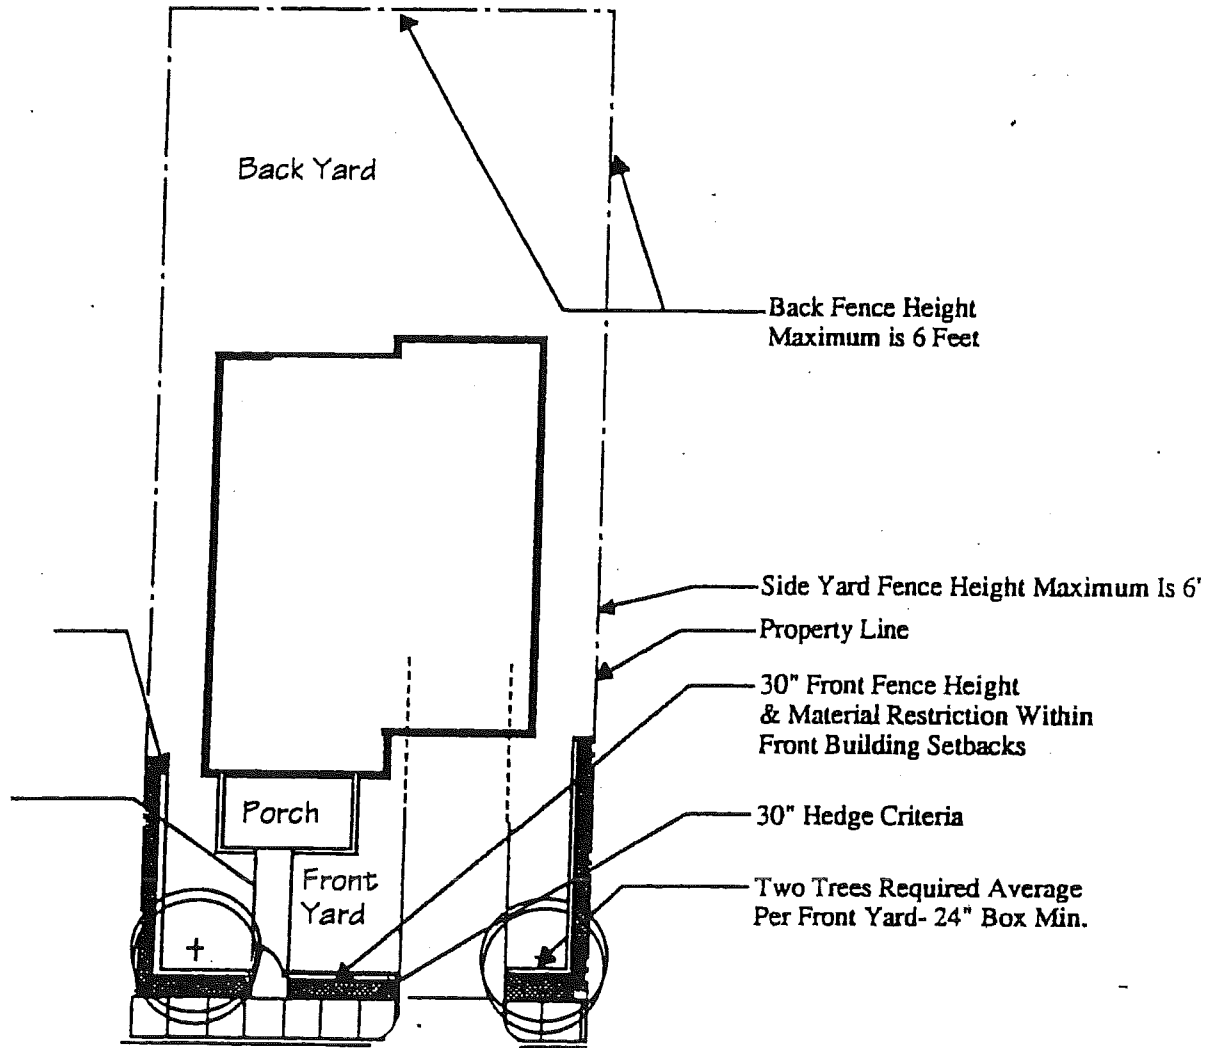 Back Yard
Back Fence Height
Maximum is 6 Feet
Side Yard Fence Height Maximum Is 6'
Property Line
30" Front Fence Height
& Material Restriction Within
Front Building Setbacks
Porch
30" Hedge Criteria
Front
Yard
Two Trees Required Average
Per Front Yard- 24" Box Min.